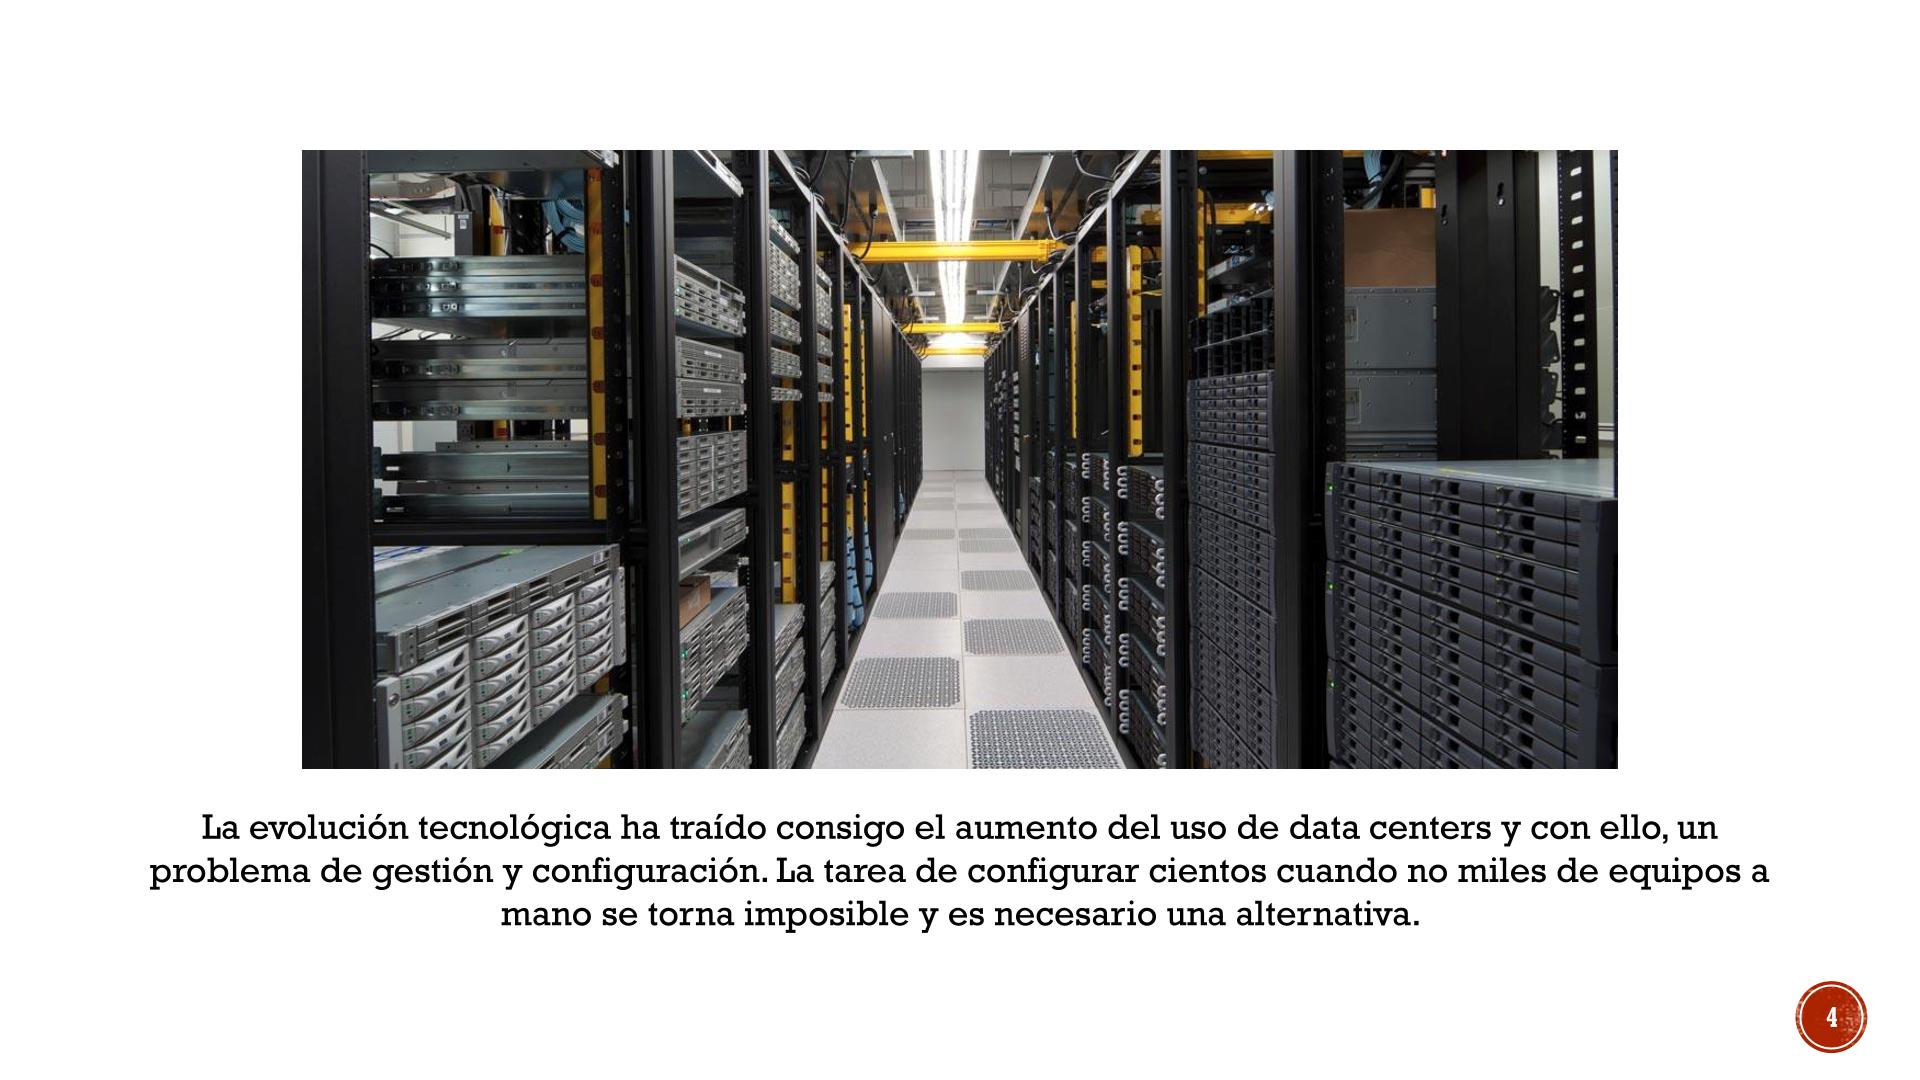 La evolución tecnológica ha traído consigo el aumento del uso de data centers y con ello, un
problema de gestión y configuración. La tarea de configurar cientos cuando no miles de equipos a
mano se torna imposible y es necesario una alternativa.
4